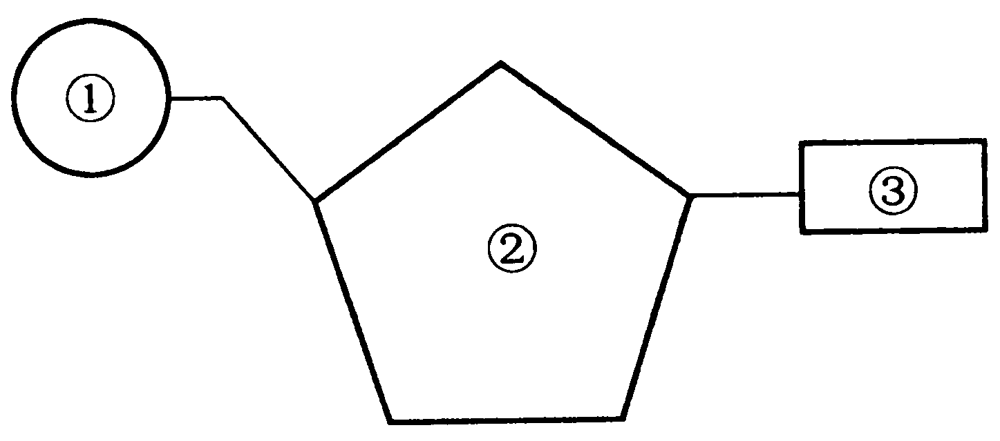 ①
②
③